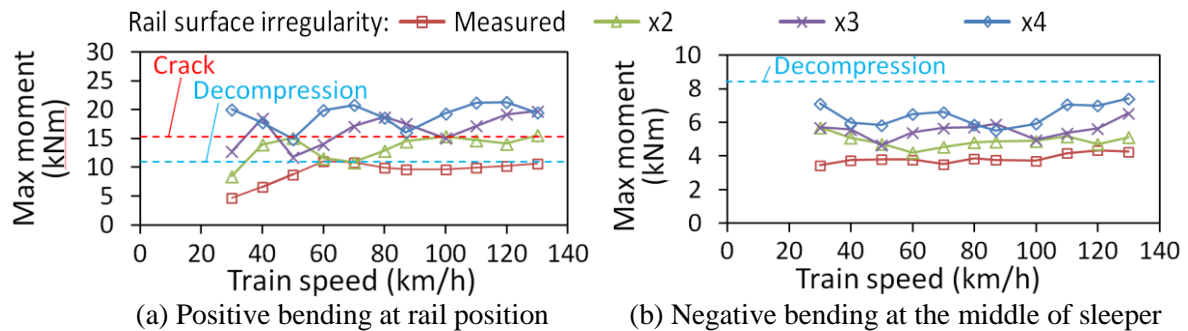 Rail surface irregularity: Measured x2 x3 x4
30
25
20
15
10
5
0
Max moment
(kNm)
Crack
Decompression
0 20 40 60 80 100 120 140
Train speed (km/h)
(a) Positive bending at rail position
10
8
6
4
2
0
Max moment
(kNm)
Decompression
0 20 40 60 80 100 120 140
Train speed (km/h)
(b) Negative bending at the middle of sleeper